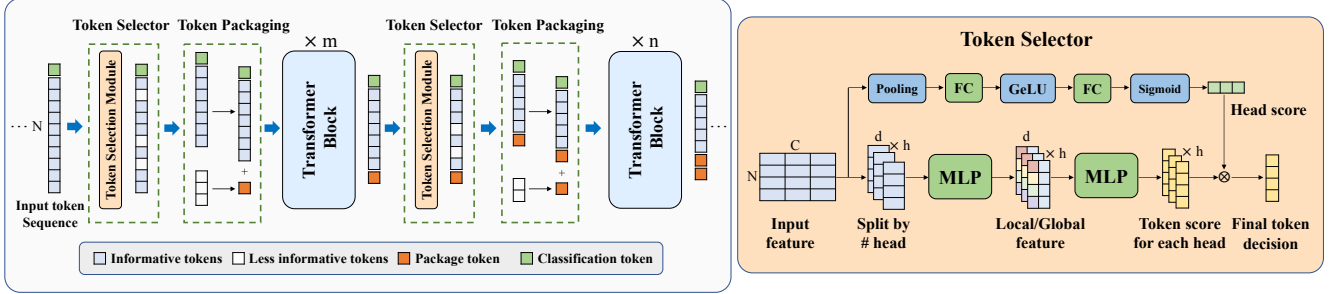 Token Selector
Token Packaging
× m
Token Selector
Token Packaging
× n
··· N
Token Selection Module
+
Transformer
Block
Token Selection Module
+
Transformer
Block
···
Input token
Sequence
Informative tokens
Less informative tokens
Package token
Classification token
Token Selector
Pooling
FC
GeLU
FC
Sigmoid
Head score
C
N
d
× h
MLP
× h
MLP
× h
Input
feature
Split by
# head
Local/Global
feature
Token score
for each head
Final token
decision